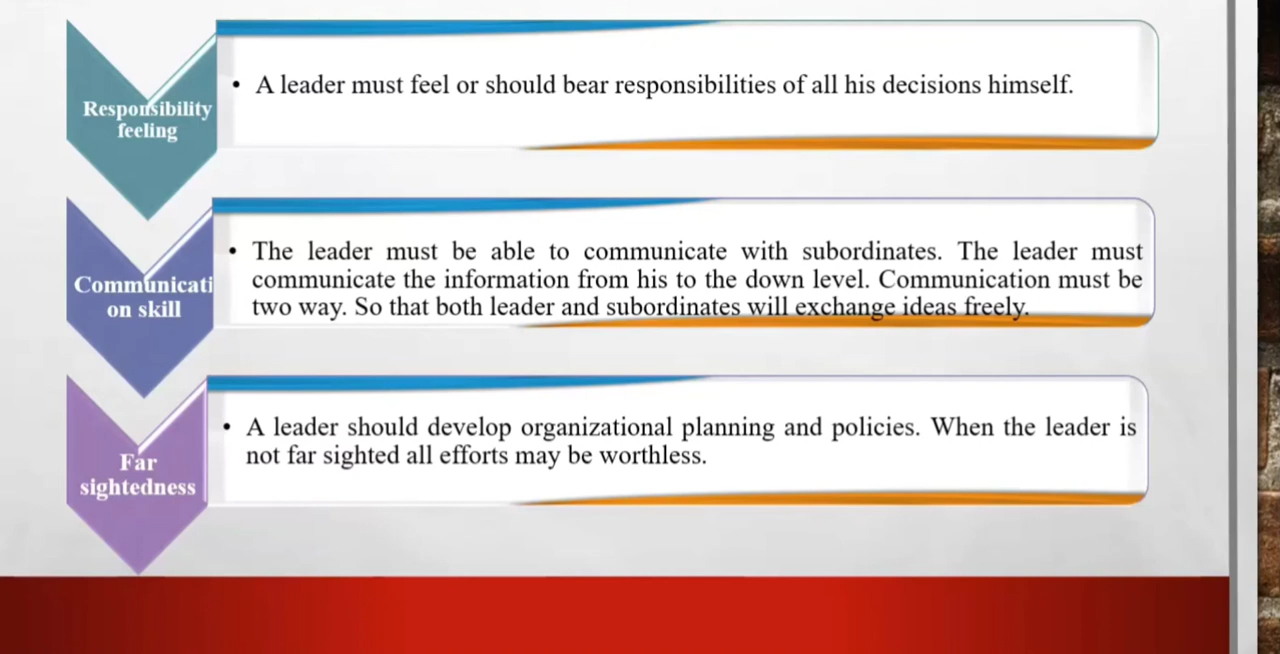 Responsibility
feeling
• A leader must feel or should bear responsibilities of all his decisions himself.
Communicati
on skill
• The leader must be able to communicate with subordinates. The leader must
communicate the information from his to the down level. Communication must be
two way. So that both leader and subordinates will exchange ideas freely.
Far
sightedness
• A leader should develop organizational planning and policies. When the leader is
not far sighted all efforts may be worthless.